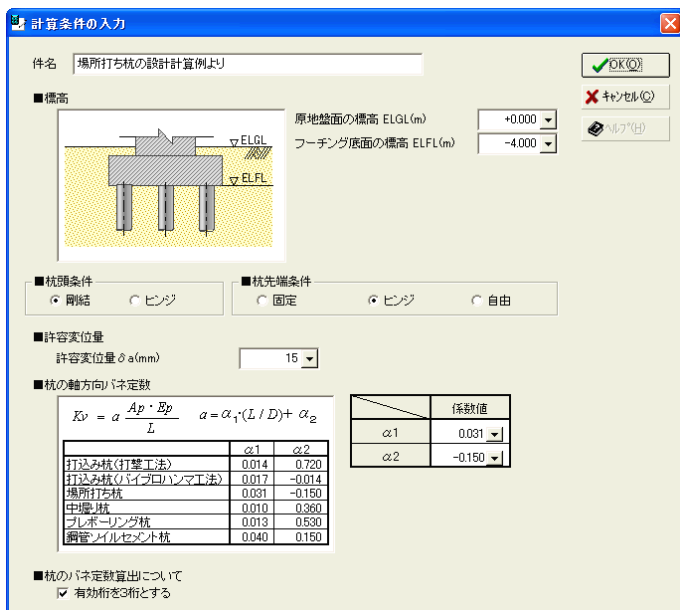 計算条件の入力
件名 場所打ち杭の設計計算例より
OK(O)
キャンセル(C)
ヘルプ(H)
■標高
ELGL
ELFL
原地盤面の標高 ELGL(m) +0.000
フーチング底面の標高 ELFL(m) -4.000
■杭頭条件
剛結 ヒンジ
■杭先端条件
固定 ヒンジ 自由
■許容変位量
許容変位量δa(mm) 15
■杭の軸方向バネ定数
Kv = a Ap・Ep / L a = α1・(L / D) + α2
α1 α2
打込み杭(打撃工法) 0.014 0.720
打込み杭(バイブロハンマ工法) 0.017 -0.014
場所打ち杭 0.031 -0.150
中堀り杭 0.010 0.360
プレボーリング杭 0.013 0.530
鋼管ソイルセメント杭 0.040 0.150
係数値
α1 0.031
α2 -0.150
■杭のバネ定数算出について
有効桁を3桁とする